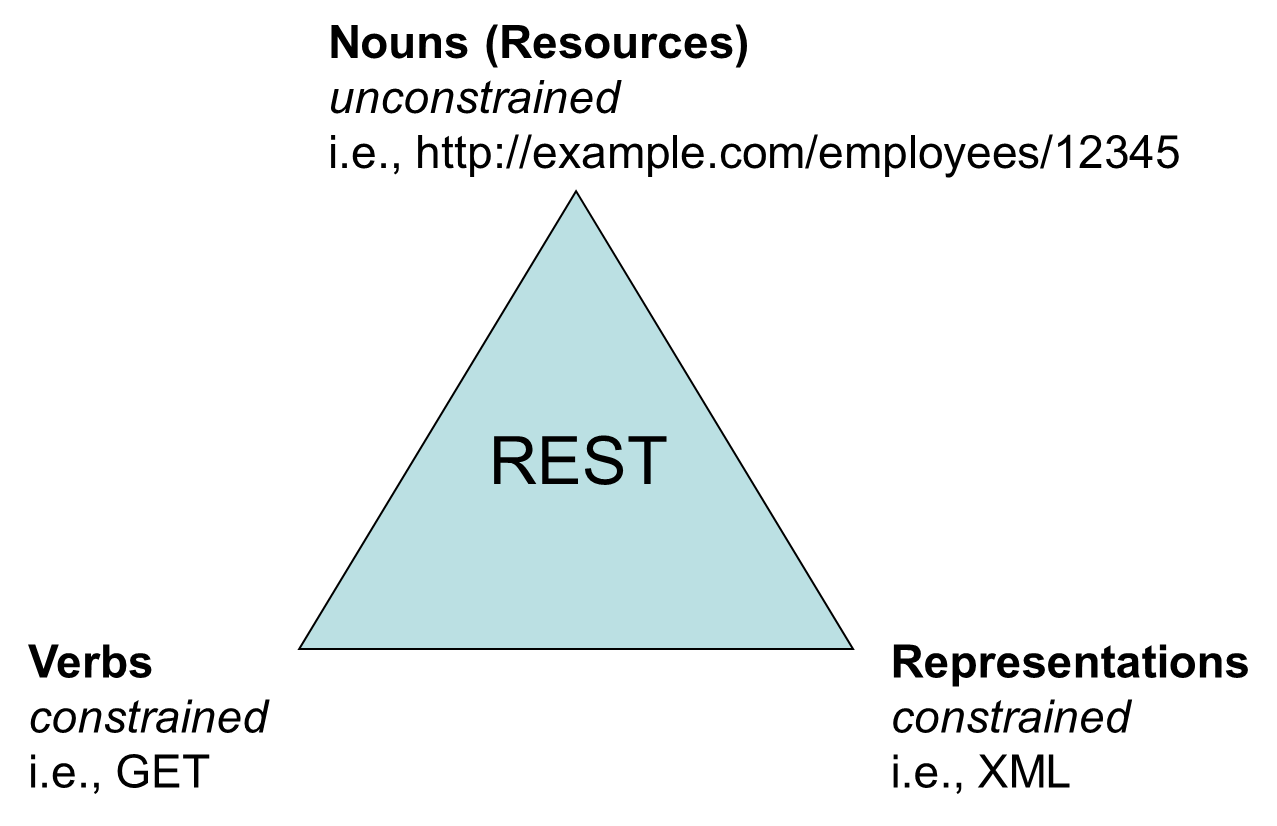 Nouns (Resources)
unconstrained
i.e., http://example.com/employees/12345
REST
Verbs
constrained
i.e., GET
Representations
constrained
i.e., XML